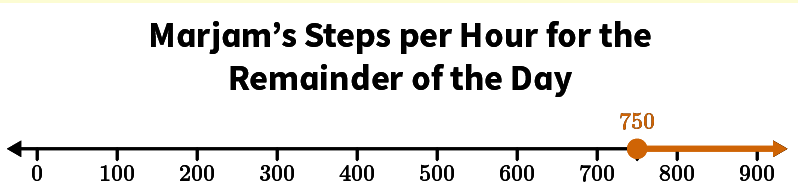 Marjam’s Steps per Hour for the
Remainder of the Day
750
0 100 200 300 400 500 600 700 800 900